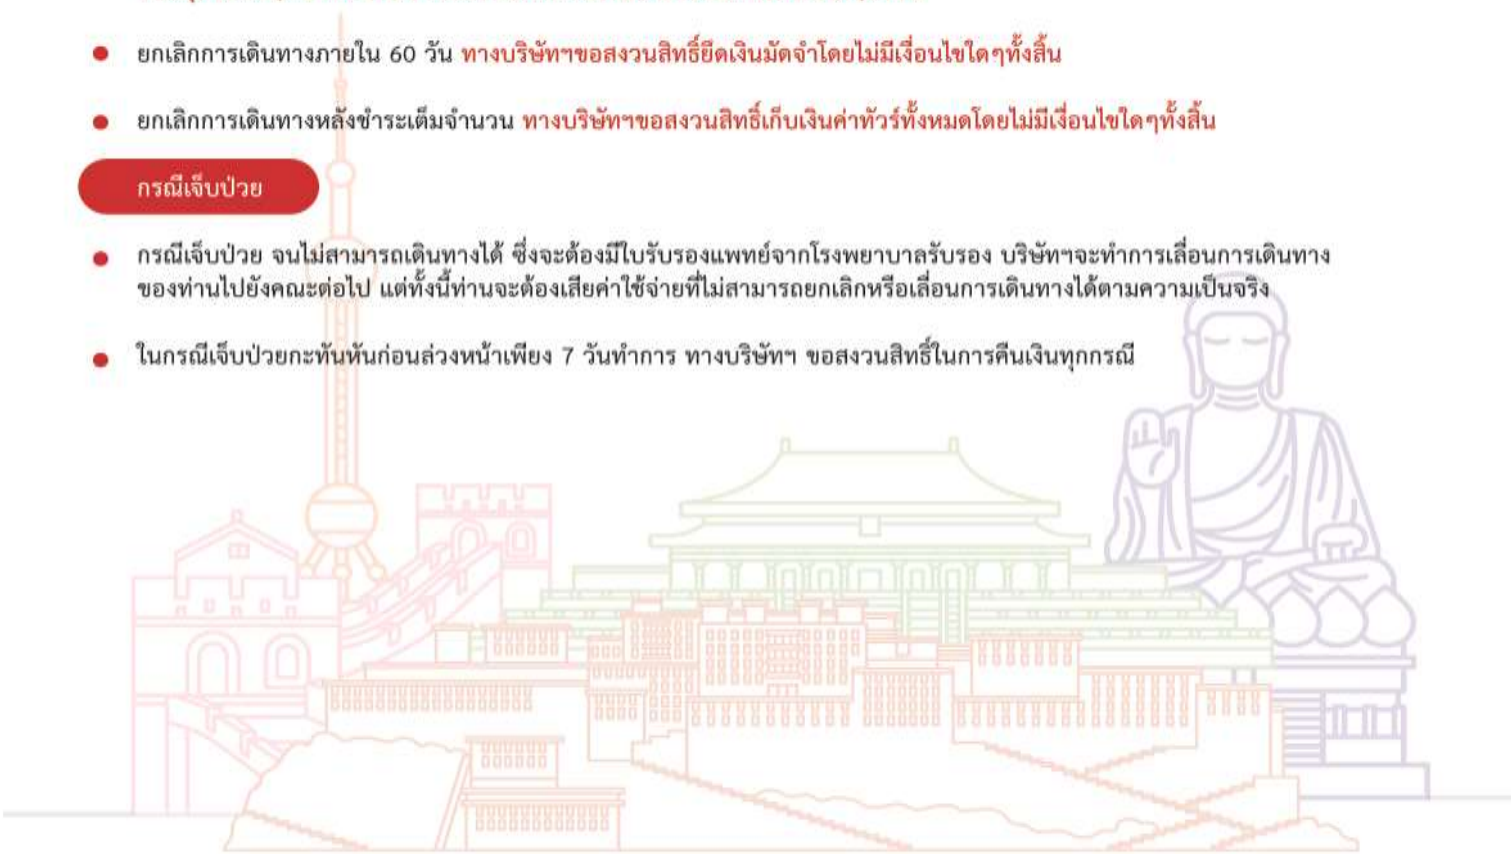 ยกเลิกการเดินทางภายใน 60 วัน ทางบริษัทฯขอสงวนสิทธิ์ยึดเงินมัดจำโดยไม่มีเงื่อนไขใดๆทั้งสิ้น
ยกเลิกการเดินทางหลังชำระเต็มจำนวน ทางบริษัทฯขอสงวนสิทธิ์เก็บเงินค่าทัวร์ทั้งหมดโดยไม่มีเงื่อนไขใดๆทั้งสิ้น
กรณีเจ็บป่วย
กรณีเจ็บป่วย จนไม่สามารถเดินทางได้ ซึ่งจะต้องมีใบรับรองแพทย์จากโรงพยาบาลรับรอง บริษัทฯจะทำการเลื่อนการเดินทาง
ของท่านไปยังคณะต่อไป แต่ทั้งนี้ท่านจะต้องเสียค่าใช้จ่ายที่ไม่สามารถยกเลิกหรือเลื่อนการเดินทางได้ตามความเป็นจริง
ในกรณีเจ็บป่วยกะทันหันก่อนล่วงหน้าเพียง 7 วันทำการ ทางบริษัทฯ ขอสงวนสิทธิ์ในการคืนเงินทุกกรณี